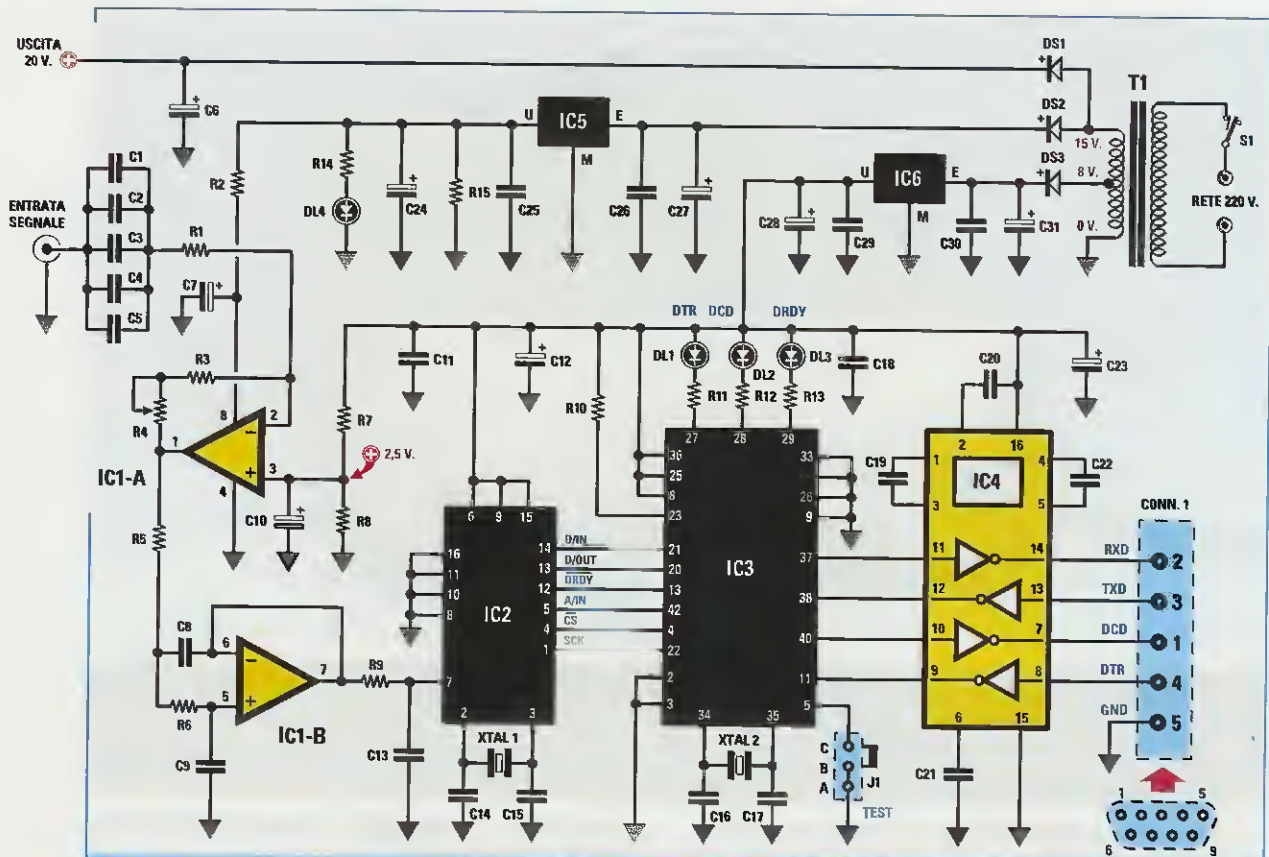 USCITA
20 V.
C6
DS1
T1
DS2
15 V.
DS3
8 V.
0 V.
S1
RETE 220 V.
U IC5 E
M
U IC6 E
M
R2
R14
DL4
C24
R15
C25
C26
C27
C28
C29
C30
C31
ENTRATA
SEGNALE
C1
C2
C3
C4
C5
R1
C7
R3
R4
8
2
1
3
4
IC1-A
C10
R7
2,5 V.
R8
C11
C12
R10
DTR DCD DRDY
DL1
DL2
DL3
R11
R12
R13
C18
C20
C23
R5
C8
6
7
5
R6
C9
IC1-B
R9
C13
6 9 15
16
11
10
8
7
IC2
14
13
12
5
4
1
2 3
D/IN
D/OUT
DRDY
A/IN
CS
SCK
XTAL 1
C14 C15
27 28 29
36
25
8
23
21
20
13
42
4
22
2
3
IC3
33
26
9
37
38
40
11
5
34 35
XTAL 2
C16 C17
C
B
A
J1
TEST
C19
C22
2 16
1
3
IC4
4
5
11 14
12 13
10 7
9 8
6 15
C21
CONN. 1
RXD 2
TXD 3
DCD 1
DTR 4
GND 5
1 5
6 9